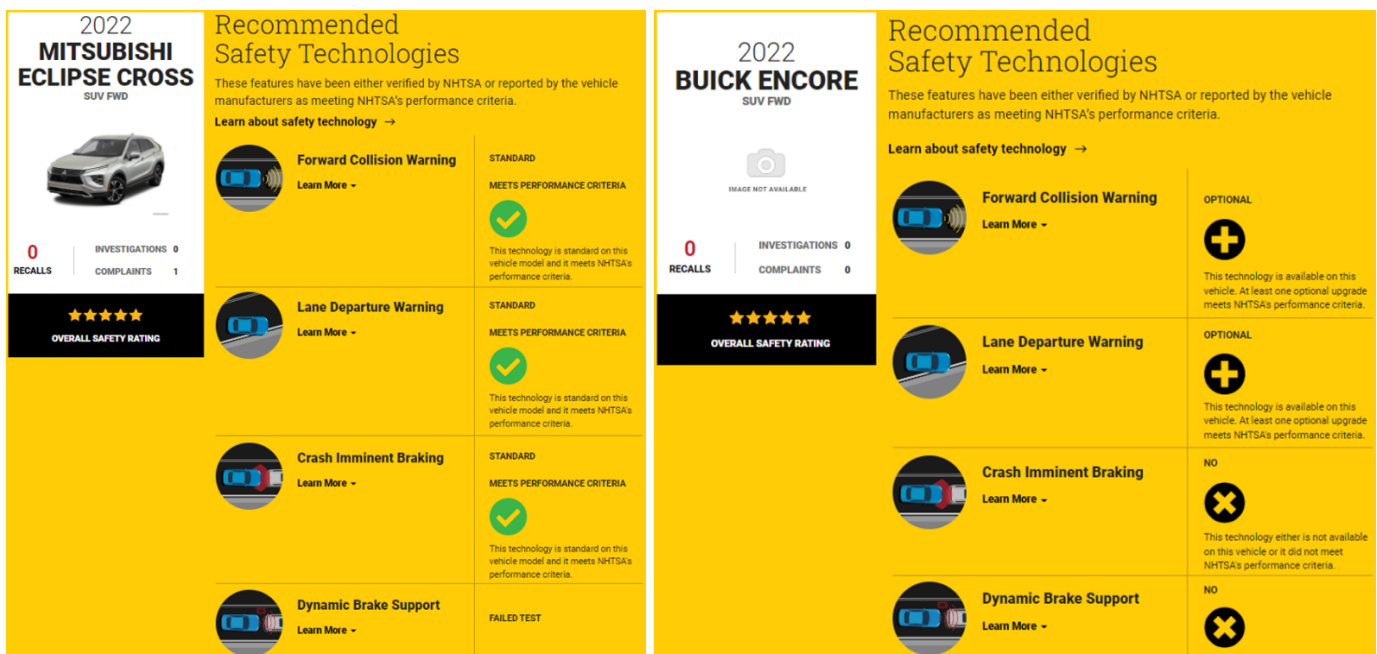 2022
MITSUBISHI
ECLIPSE CROSS
SUV FWD
0
RECALLS
INVESTIGATIONS 0
COMPLAINTS 1
OVERALL SAFETY RATING
Recommended
Safety Technologies
These features have been either verified by NHTSA or reported by the vehicle
manufacturers as meeting NHTSA's performance criteria.
Learn about safety technology →
Forward Collision Warning
Learn More
STANDARD
MEETS PERFORMANCE CRITERIA
This technology is standard on this
vehicle model and it meets NHTSA's
performance criteria.
Lane Departure Warning
Learn More
STANDARD
MEETS PERFORMANCE CRITERIA
This technology is standard on this
vehicle model and it meets NHTSA's
performance criteria.
Crash Imminent Braking
Learn More
STANDARD
MEETS PERFORMANCE CRITERIA
This technology is standard on this
vehicle model and it meets NHTSA's
performance criteria.
Dynamic Brake Support
Learn More
FAILED TEST
2022
BUICK ENCORE
SUV FWD
IMAGE NOT AVAILABLE
0
RECALLS
INVESTIGATIONS 0
COMPLAINTS 0
OVERALL SAFETY RATING
Recommended
Safety Technologies
These features have been either verified by NHTSA or reported by the vehicle
manufacturers as meeting NHTSA's performance criteria.
Learn about safety technology →
Forward Collision Warning
Learn More
OPTIONAL
This technology is available on this
vehicle. At least one optional upgrade
meets NHTSA's performance criteria.
Lane Departure Warning
Learn More
OPTIONAL
This technology is available on this
vehicle. At least one optional upgrade
meets NHTSA's performance criteria.
Crash Imminent Braking
Learn More
NO
This technology either is not available
on this vehicle or it did not meet
NHTSA's performance criteria.
Dynamic Brake Support
Learn More
NO